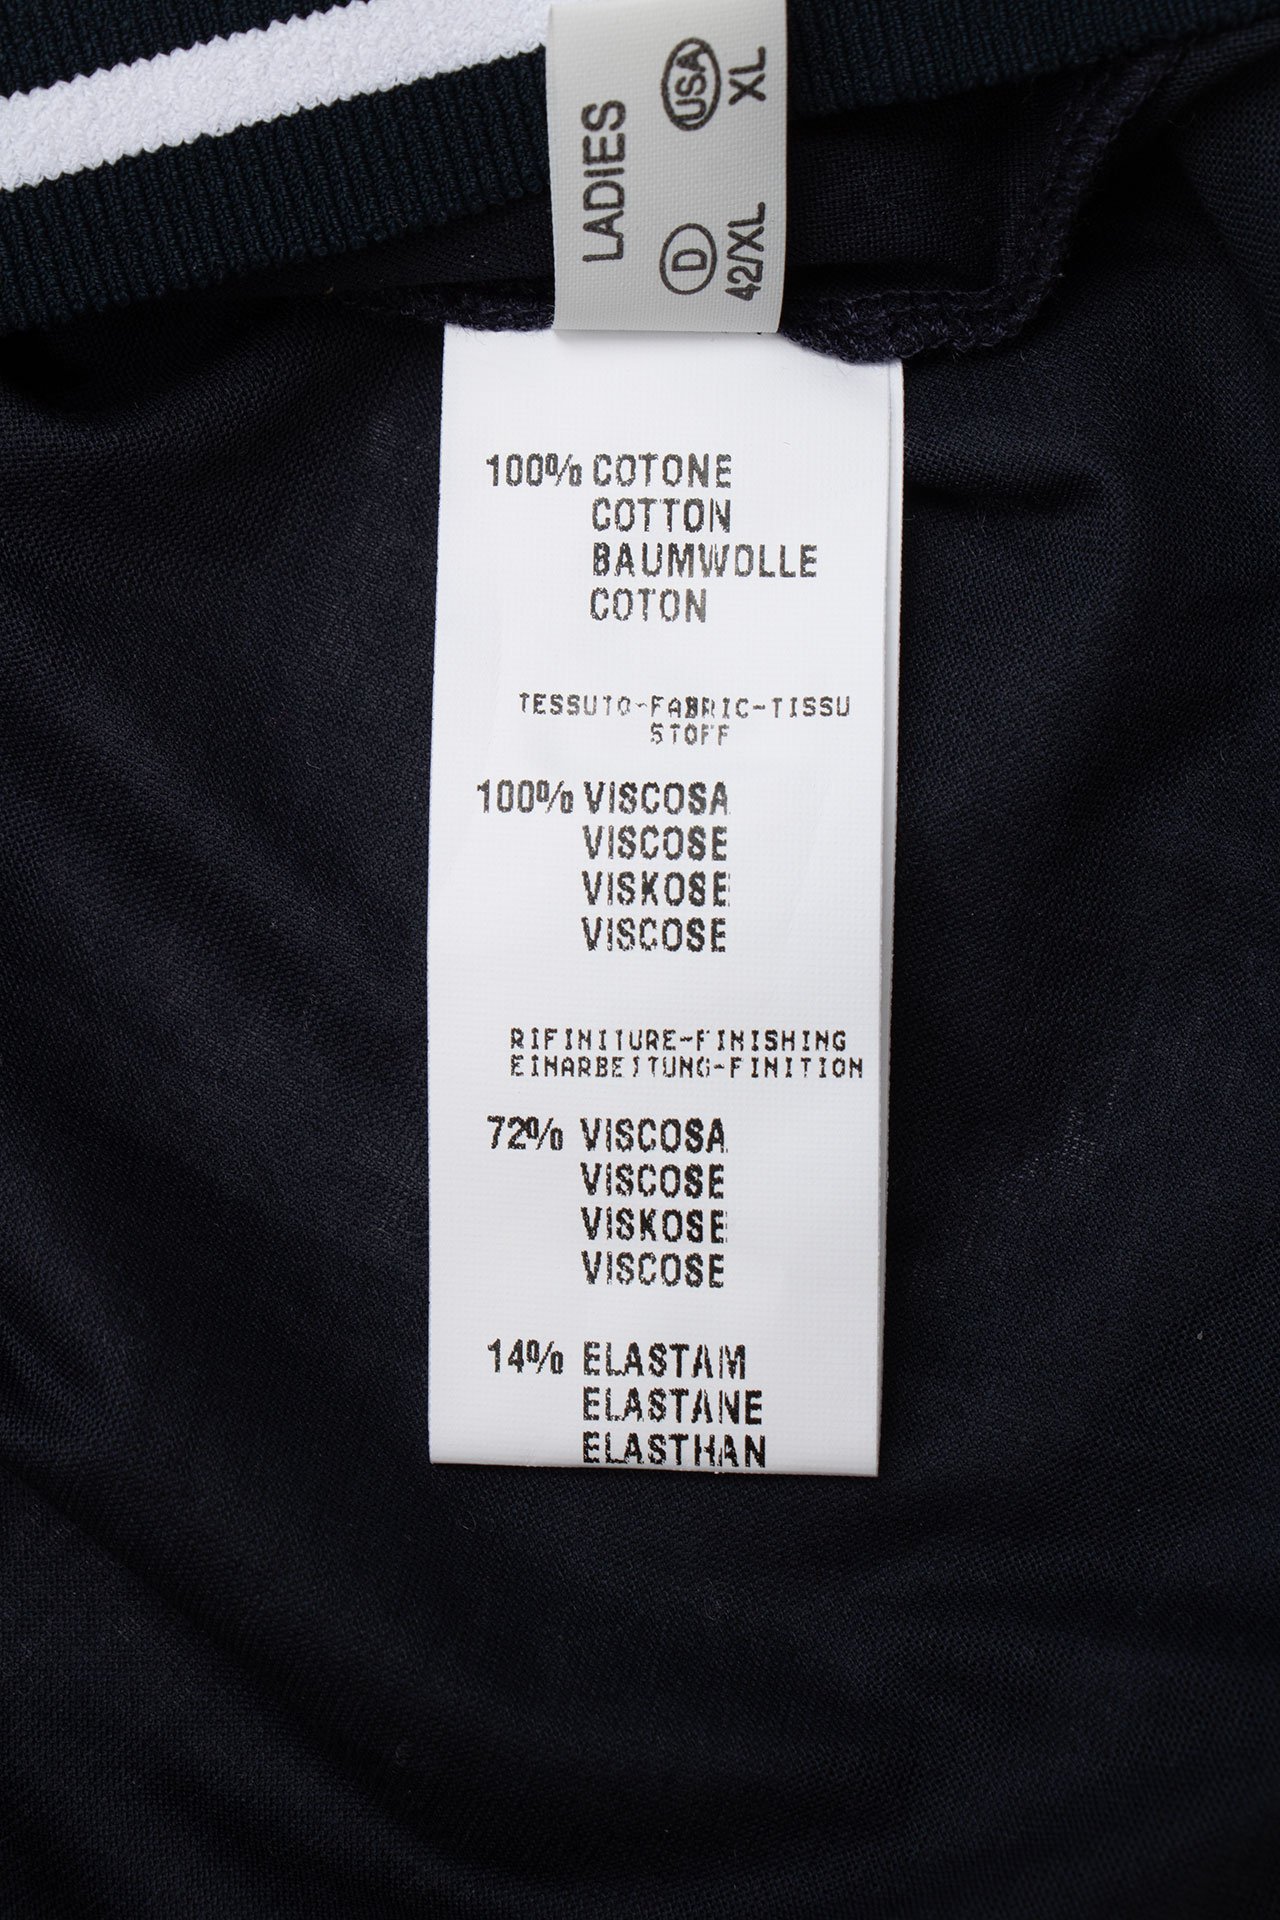 LADIES
D USA
42/XL XL
100% COTONE
COTTON
BAUMWOLLE
COTON
TESSUTO-FABRIC-TISSU
STOFF
100% VISCOSA
VISCOSE
VISKOSE
VISCOSE
RIFINITURE-FINISHING
EINARBEITUNG-FINITION
72% VISCOSA
VISCOSE
VISKOSE
VISCOSE
14% ELASTAM
ELASTANE
ELASTHAN